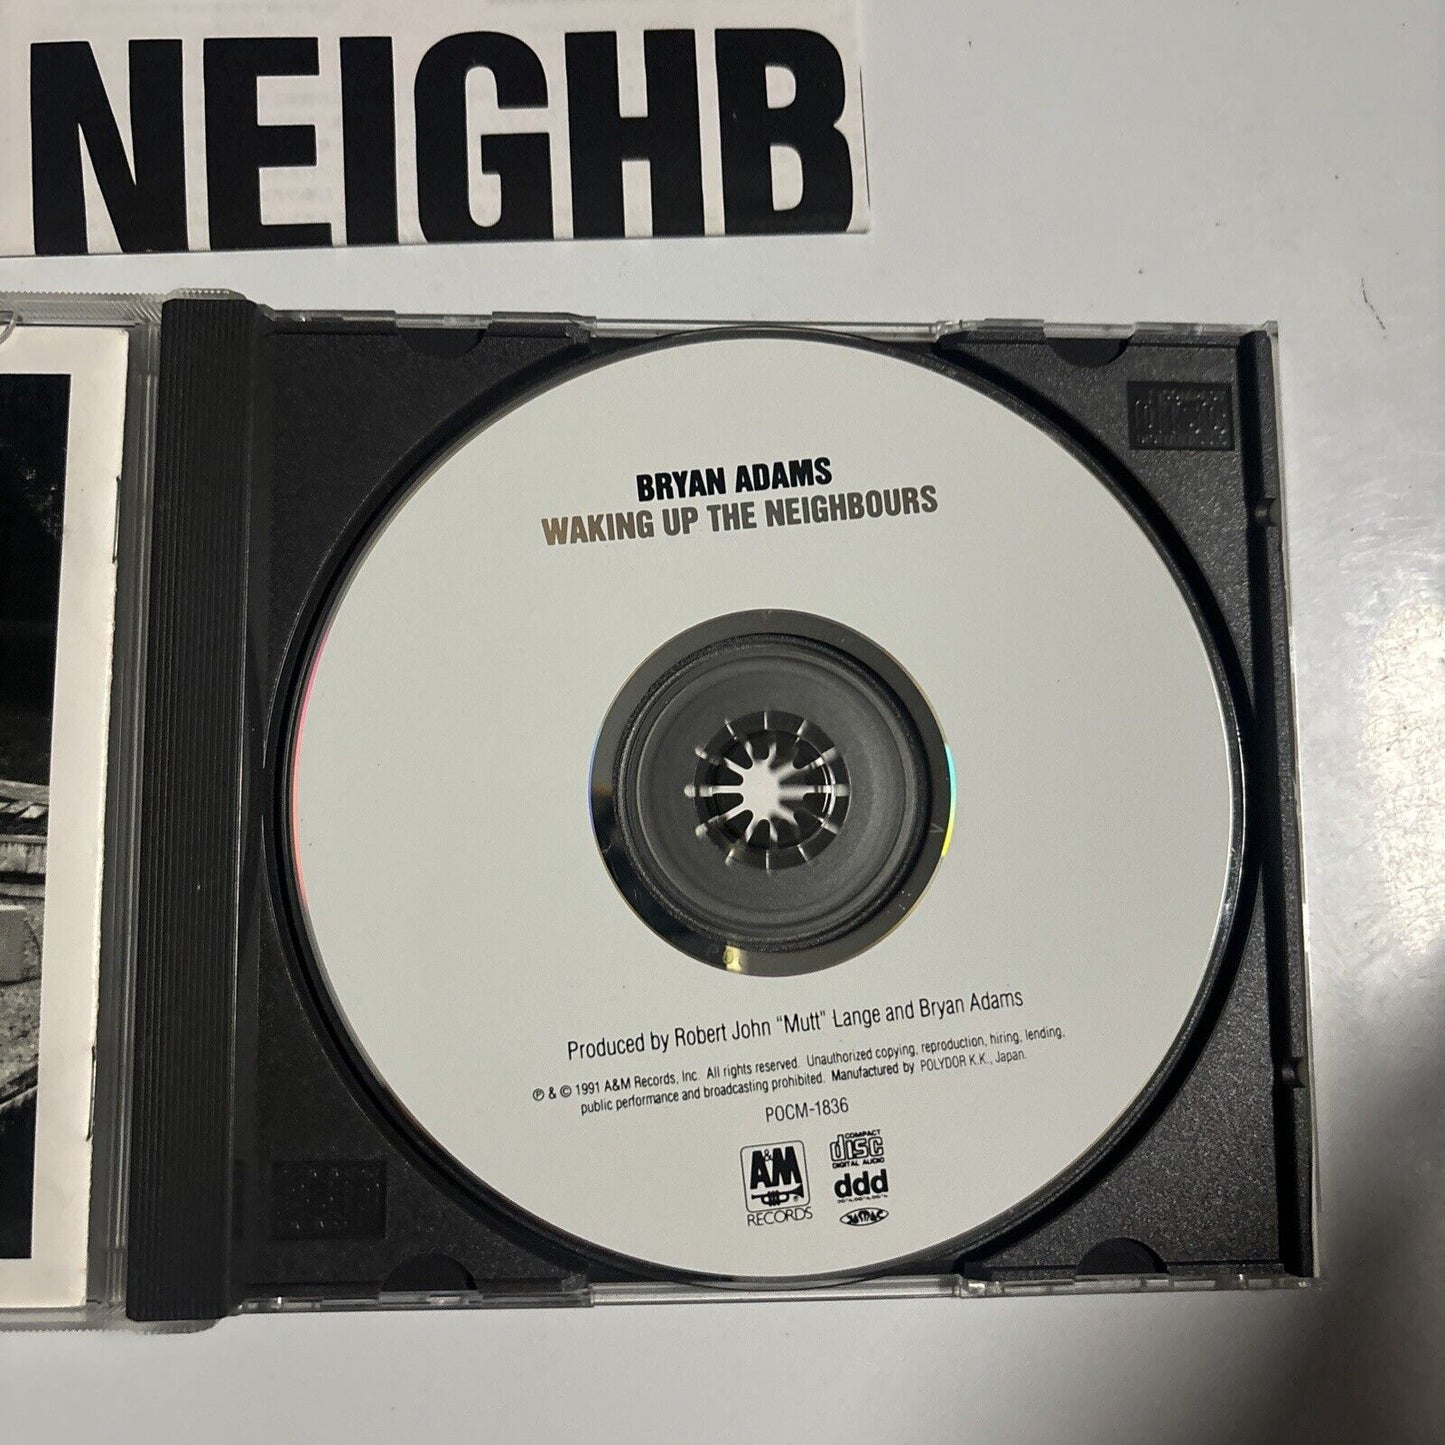 NEIGHB
BRYAN ADAMS
WAKING UP THE NEIGHBOURS
Produced by Robert John "Mutt" Lange and Bryan Adams
℗ & © 1991 A&M Records, Inc. All rights reserved. Unauthorized copying, reproduction, hiring, lending,
public performance and broadcasting prohibited. Manufactured by POLYDOR K.K., Japan.
POCM-1836
A&M
RECORDS
COMPACT
disc
DIGITAL AUDIO
ddd
JASRAC